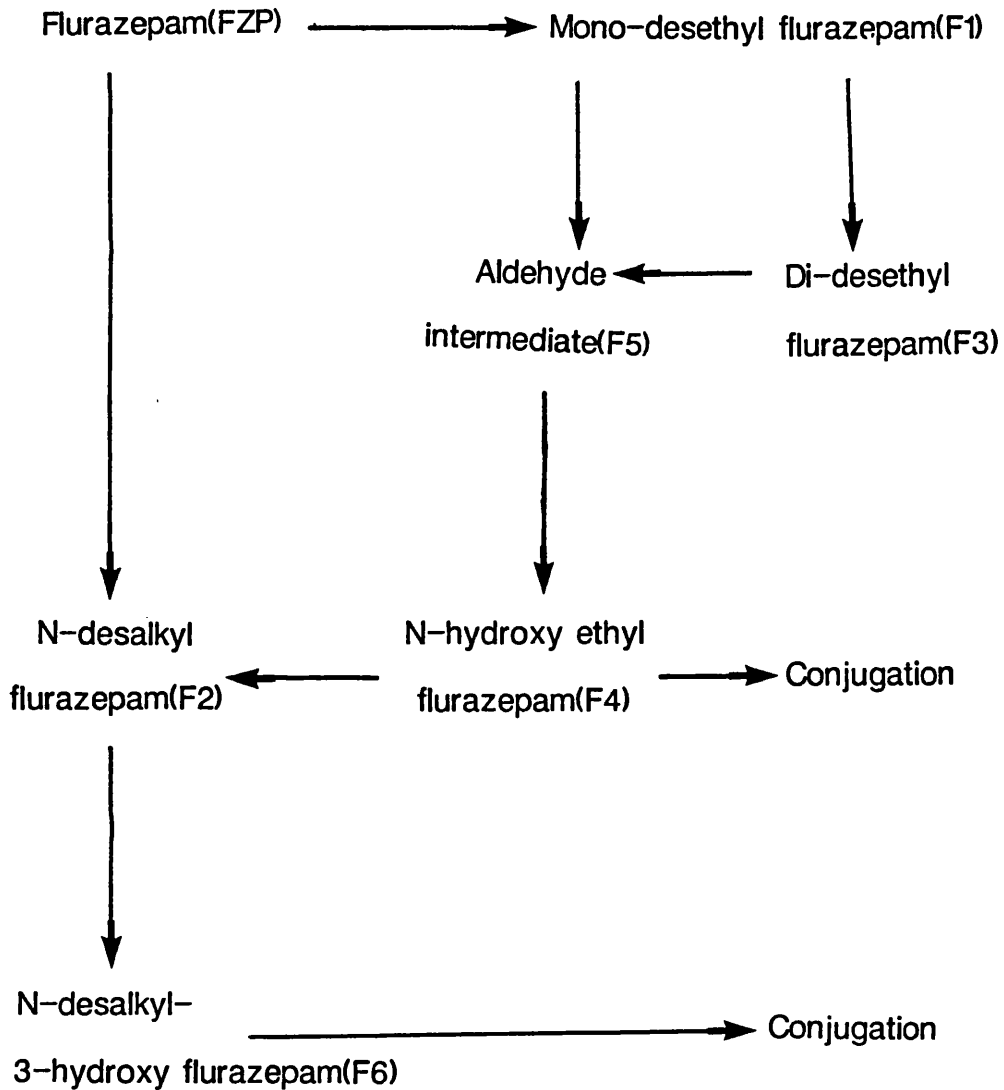 Flurazepam(FZP)
Mono-desethyl flurazepam(F1)
Aldehyde
intermediate(F5)
Di-desethyl
flurazepam(F3)
N-desalkyl
flurazepam(F2)
N-hydroxy ethyl
flurazepam(F4)
Conjugation
N-desalkyl-
3-hydroxy flurazepam(F6)
Conjugation